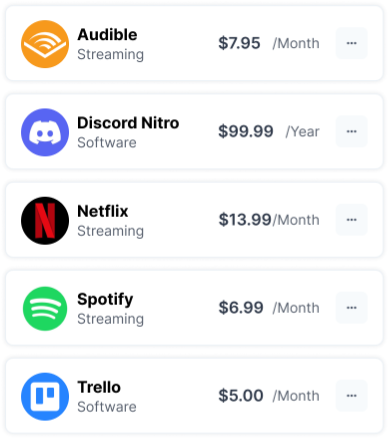 Audible
Streaming
$7.95 /Month
Discord Nitro
Software
$99.99 /Year
N
Netflix
Streaming
$13.99/Month
Spotify
Streaming
$6.99 /Month
Trello
Software
$5.00 /Month